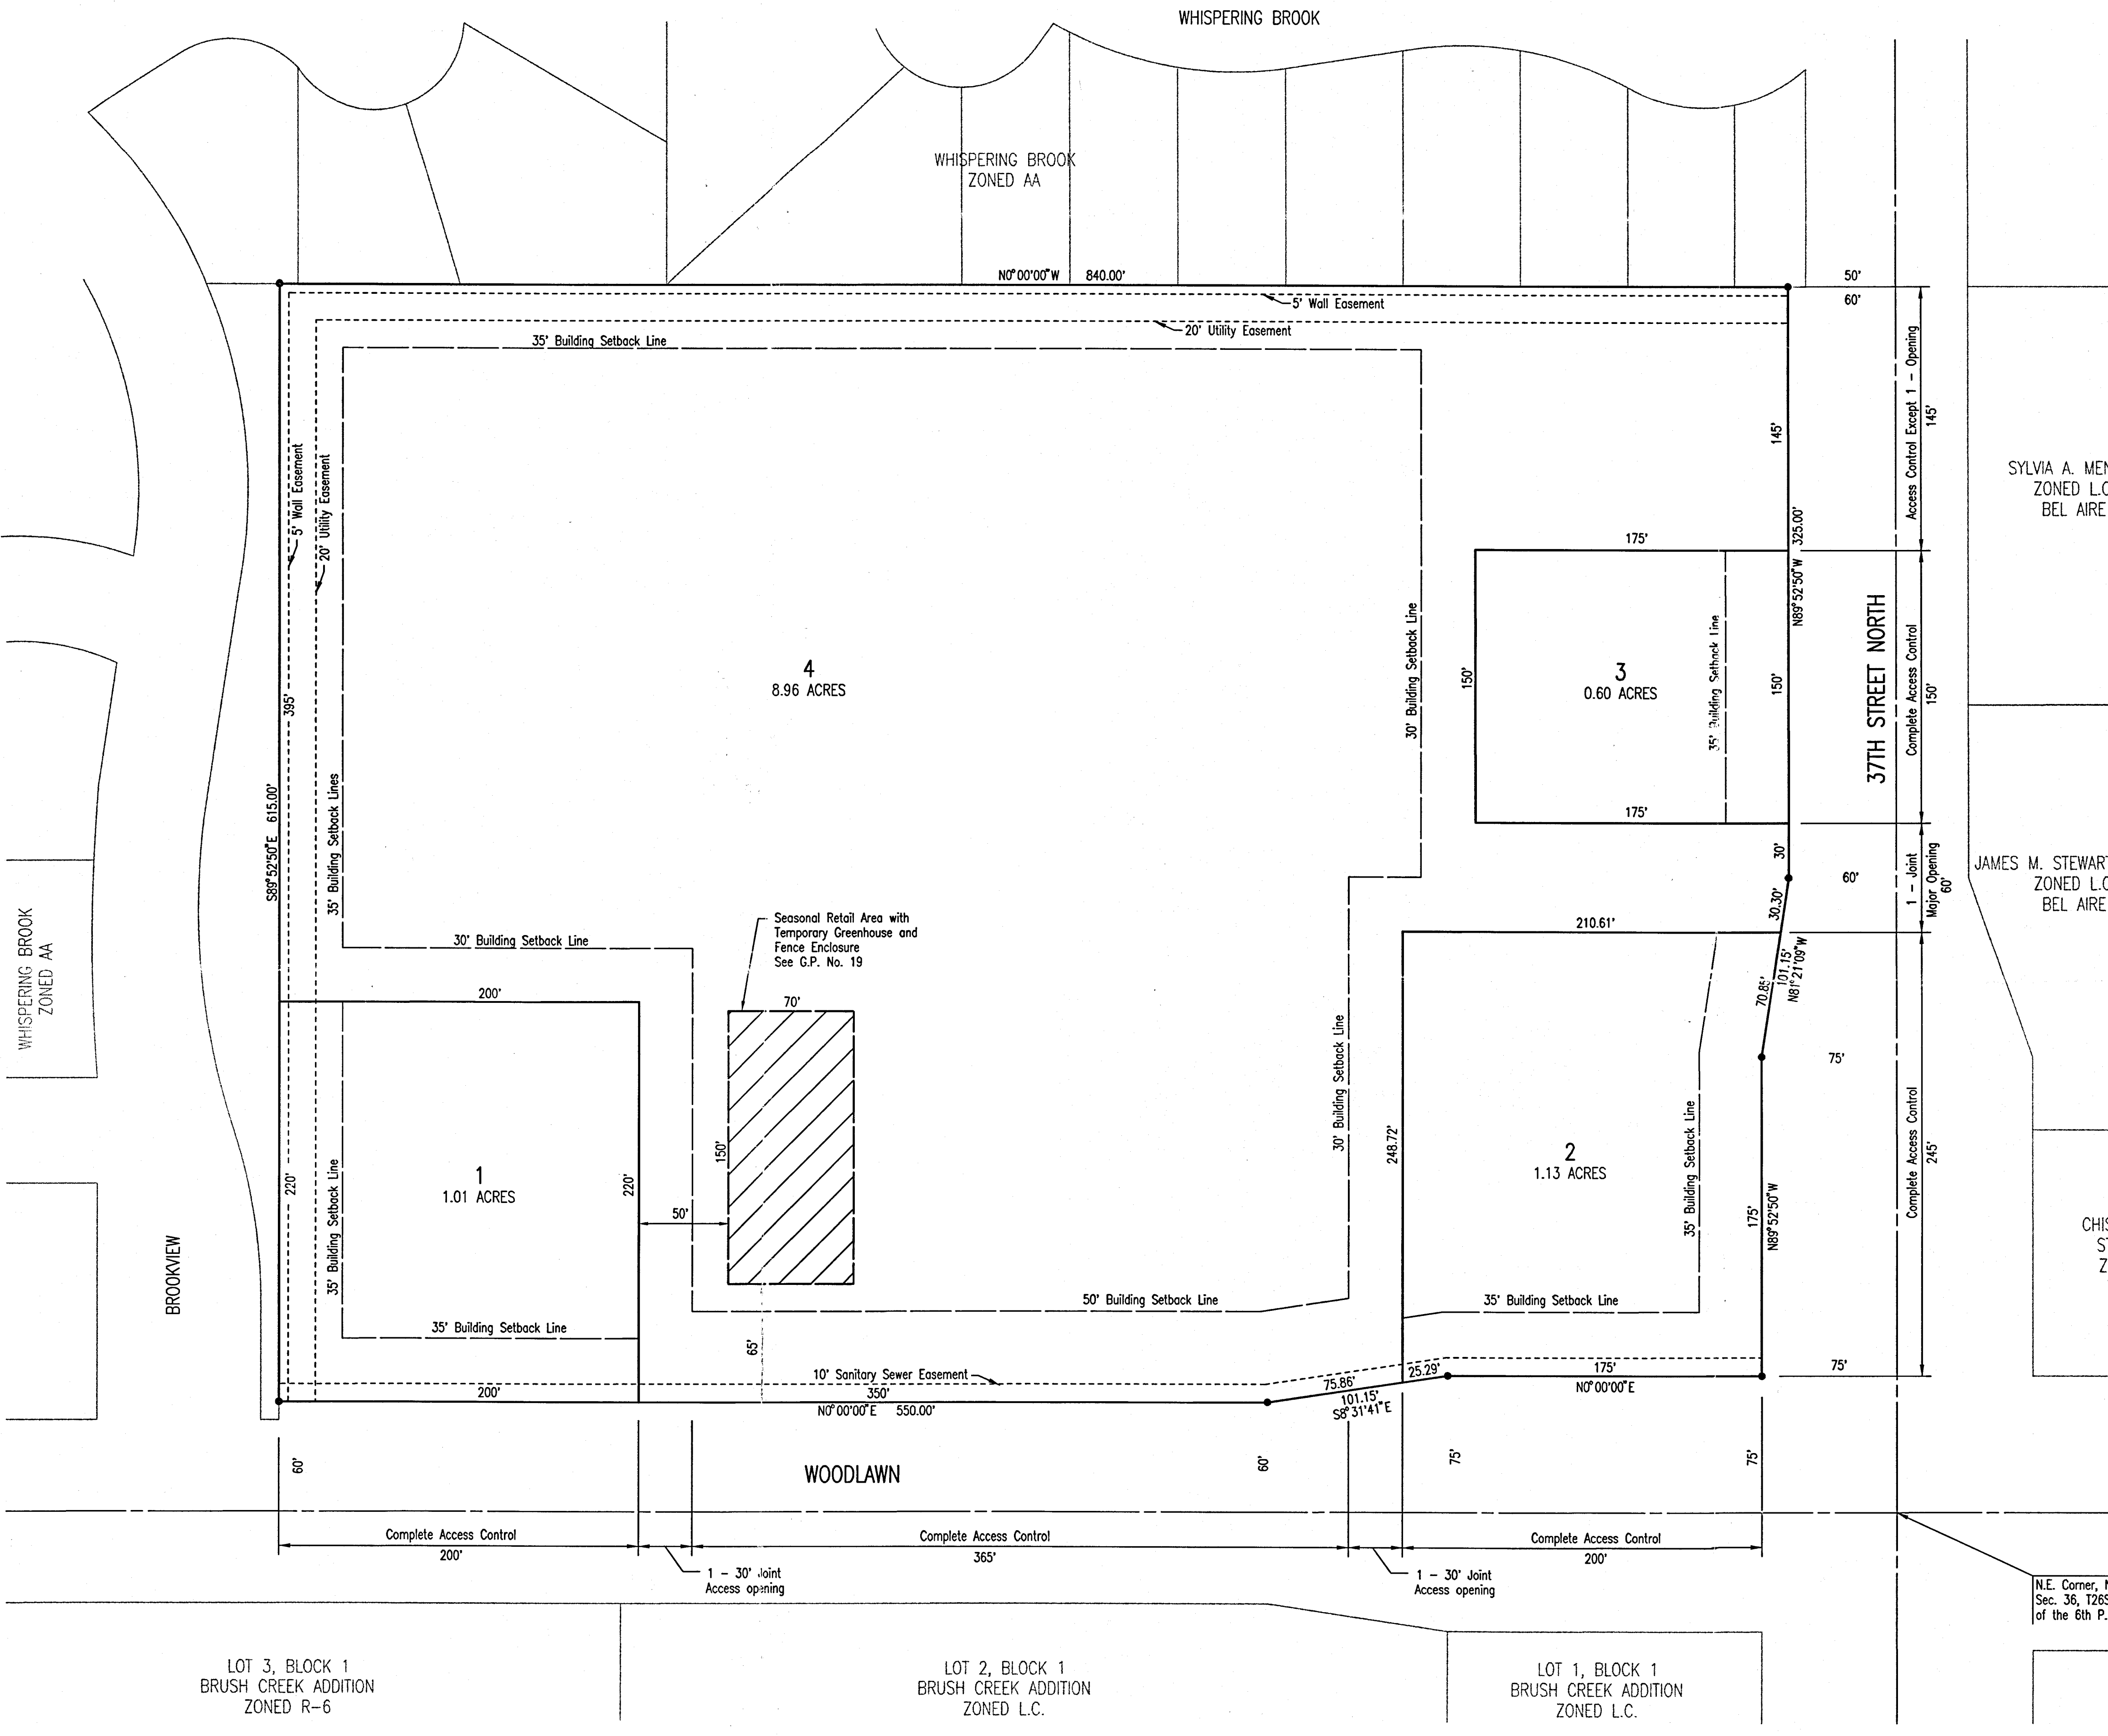 WHISPERING BROOK
WHISPERING BROOK
ZONED AA
N0°00'00"W 840.00'
50'
60'
5' Wall Easement
20' Utility Easement
35' Building Setback Line
Access Control Except 1 - Opening
145'
145'
SYLVIA A.
ZONED
BEL AIRE
5' Wall Easement
20' Utility Easement
N89°52'50"W 325.00'
175'
30' Building Setback Line
35' Building Setback Line
37TH STREET NORTH
4
8.96 ACRES
3
0.60 ACRES
150'
150'
Complete Access Control
150'
395'
S89°52'50"E 615.00'
35' Building Setback Lines
175'
30'
1 - Joint
Major Opening
60'
60'
JAMES M.
ZONED
BEL AIRE
WHISPERING BROOK
ZONED AA
30' Building Setback Line
Seasonal Retail Area with
Temporary Greenhouse and
Fence Enclosure
See G.P. No. 19
210.61'
30.30'
70.85'
101.15'
N81°21'09"W
200'
70'
75'
30' Building Setback Line
150'
248.72'
35' Building Setback Line
Complete Access Control
245'
2
1.13 ACRES
1
1.01 ACRES
220'
220'
35' Building Setback Line
50'
175'
N89°52'50"W
BROOKVIEW
50' Building Setback Line
35' Building Setback Line
35' Building Setback Line
65'
10' Sanitary Sewer Easement
200'
350'
N0°00'00"E 550.00'
75.86'
25.29'
101.15'
S8°31'41"E
175'
N0°00'00"E
75'
60'
WOODLAWN
60'
75'
75'
Complete Access Control
200'
Complete Access Control
365'
Complete Access Control
200'
1 - 30' Joint
Access opening
1 - 30' Joint
Access opening
N.E. Corner,
Sec. 36,
of the 6th
LOT 3, BLOCK 1
BRUSH CREEK ADDITION
ZONED R-6
LOT 2, BLOCK 1
BRUSH CREEK ADDITION
ZONED L.C.
LOT 1, BLOCK 1
BRUSH CREEK ADDITION
ZONED L.C.